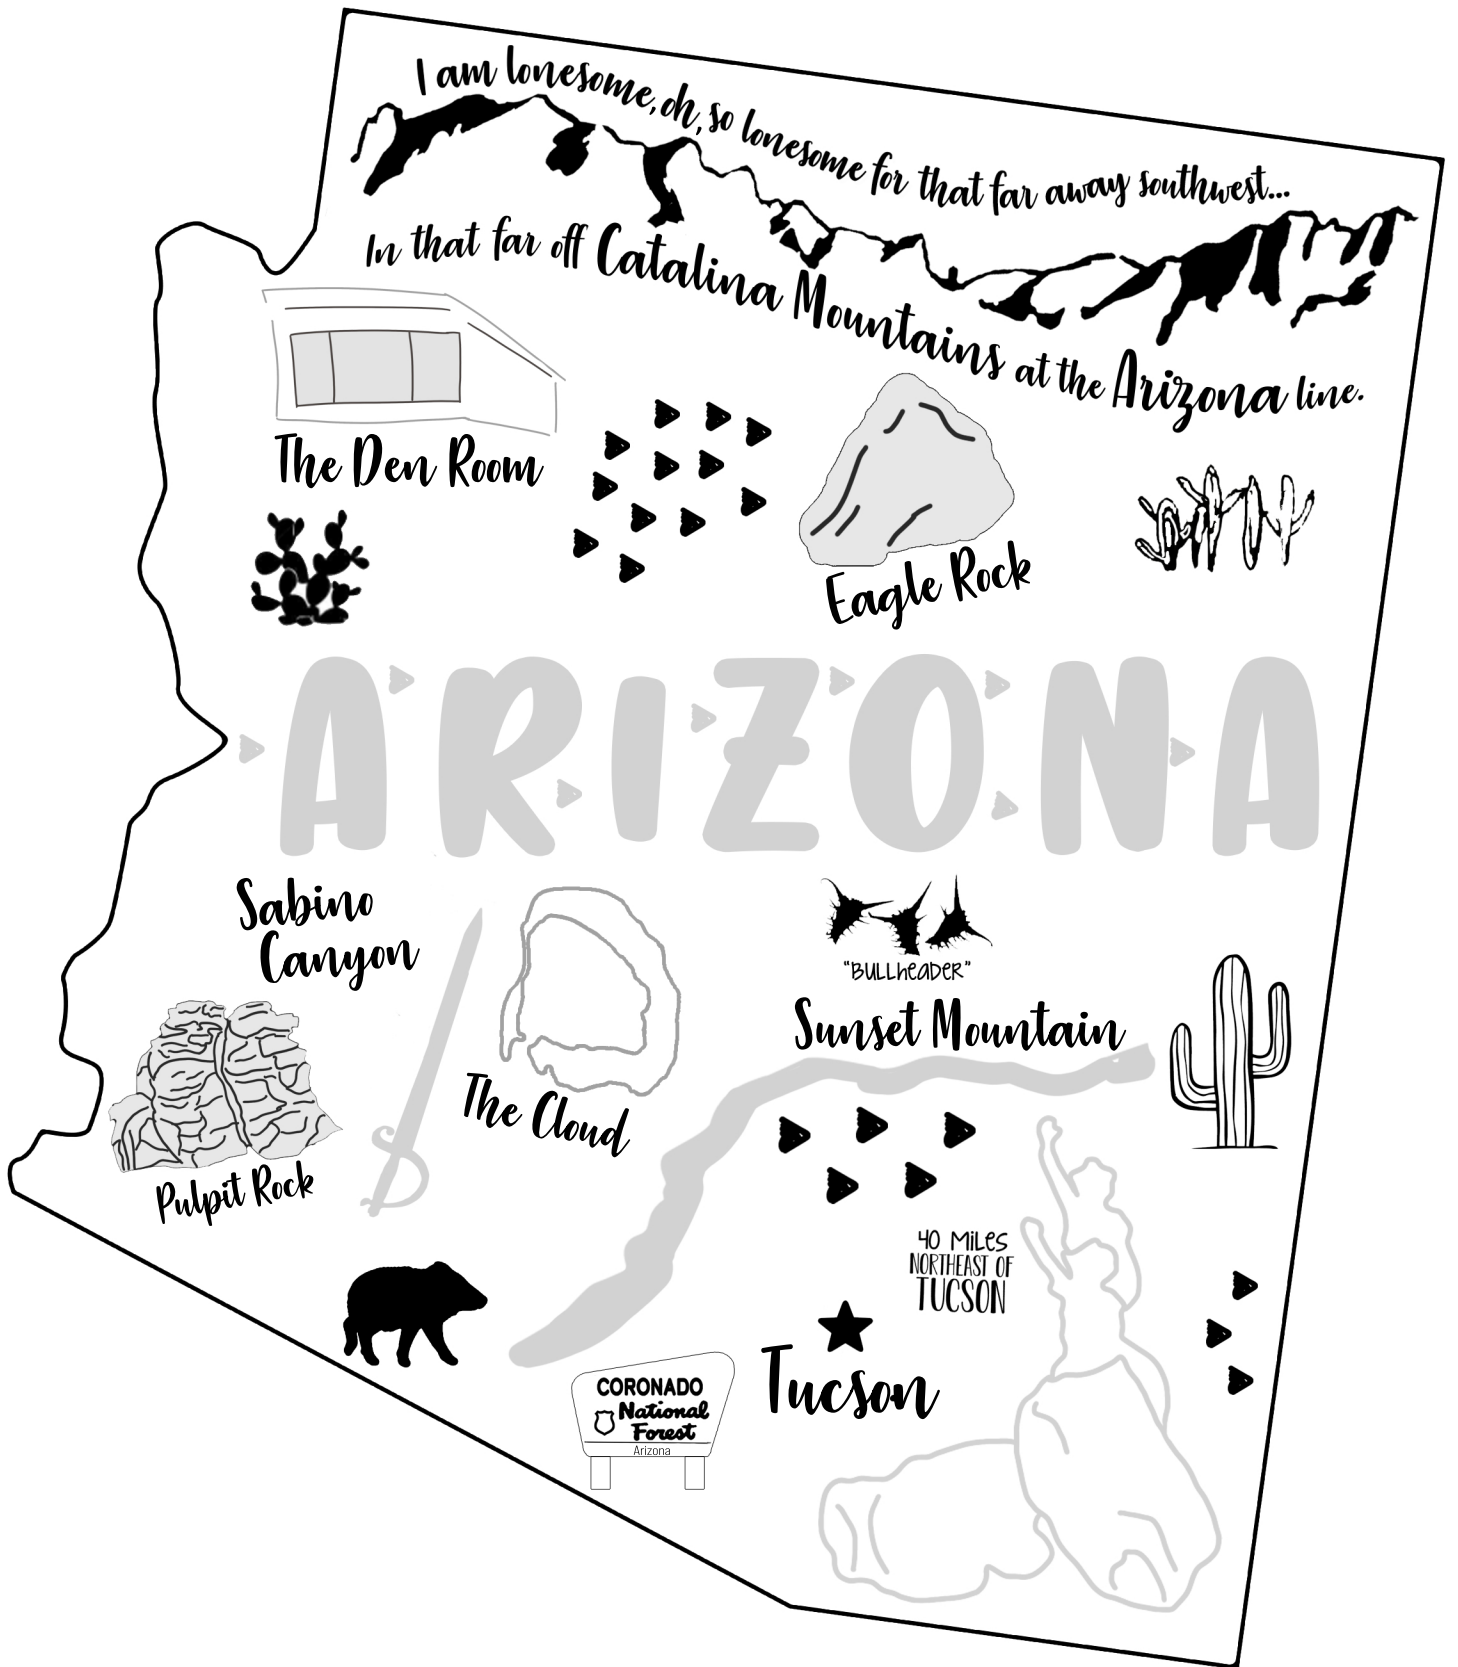 I am lonesome, oh, so lonesome for that far away southwest...
In that far off Catalina Mountains at the Arizona line.
The Den Room
Eagle Rock
ARIZONA
Sabino
Canyon
"BULLHEADER"
Sunset Mountain
The Cloud
Pulpit Rock
40 MILES
NORTHEAST OF
TUCSON
Tucson
CORONADO
National
Forest
Arizona